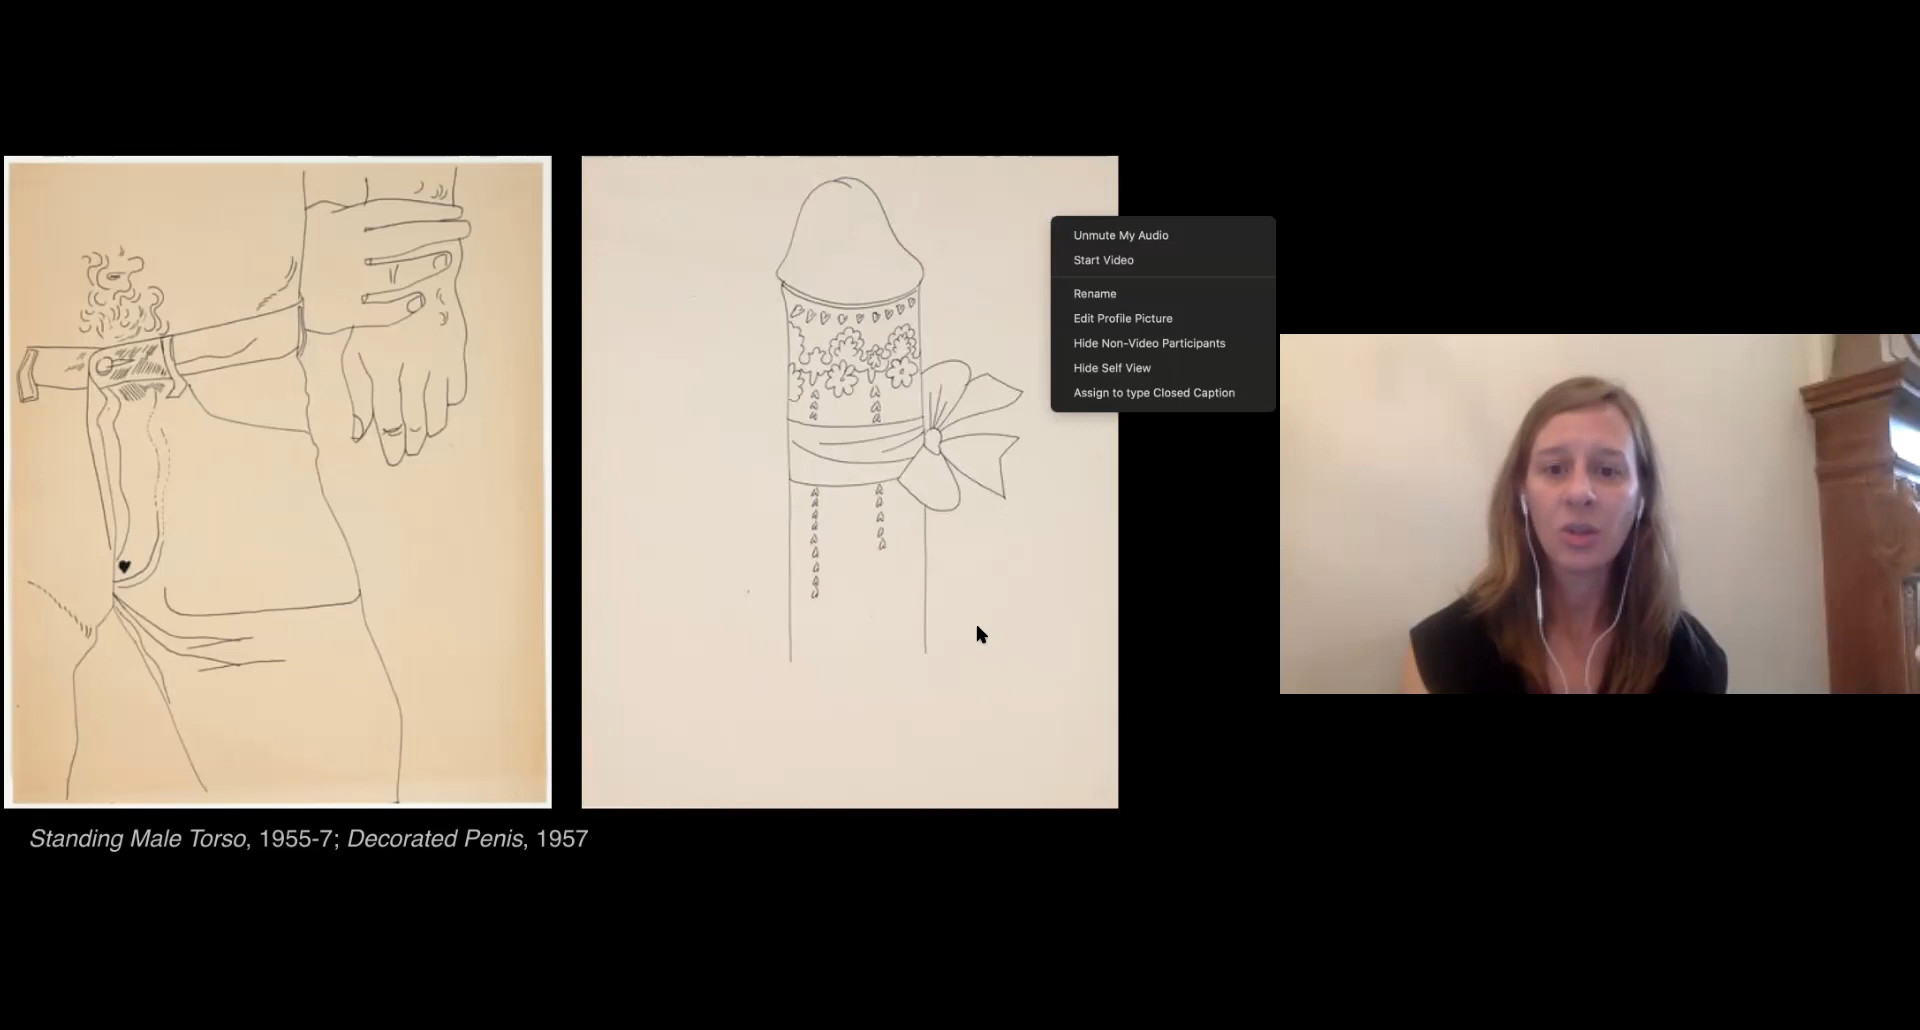 Unmute My Audio
Start Video
Rename
Edit Profile Picture
Hide Non-Video Participants
Hide Self View
Assign to type Closed Caption
Standing Male Torso, 1955-7; Decorated Penis, 1957